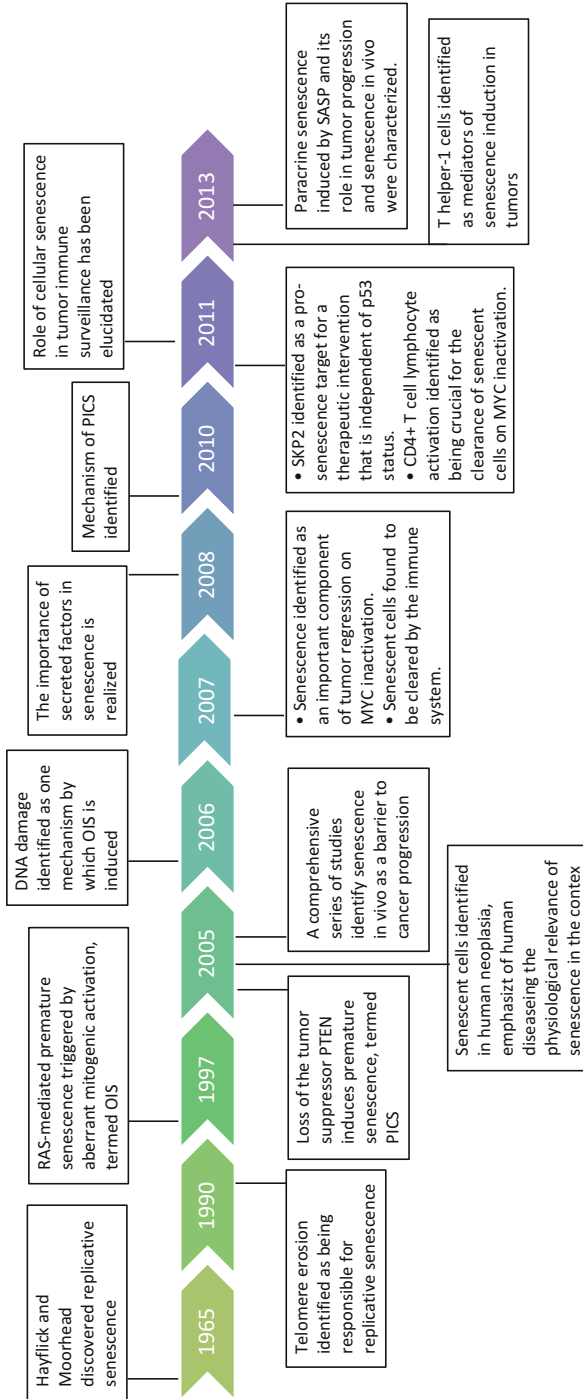 Hayflick and
Moorhead
discovered replicative
senescence
RAS-mediated premature
senescence triggered by
aberrant mitogenic activation,
termed OIS
DNA damage
identified as one
mechanism by
which OIS is
induced
The importance of
secreted factors in
senescence is
realized
Mechanism of PICS
identified
Role of cellular senescence
in tumor immune
surveillance has been
elucidated
1965
1990
1997
2005
2006
2007
2008
2010
2011
2013
Telomere erosion
identified as being
responsible for
replicative senescence
Loss of the tumor
suppressor PTEN
induces premature
senescence, termed
PICS
Senescent cells identified
in human neoplasia,
emphasizt of human
diseaseing the
physiological relevance of
senescence in the contex
A comprehensive
series of studies
identify senescence
in vivo as a barrier to
cancer progression
• Senescence identified as
an important component
of tumor regression on
MYC inactivation.
• Senescent cells found to
be cleared by the immune
system.
• SKP2 identified as a pro-
senescence target for a
therapeutic intervention
that is independent of p53
status.
• CD4+ T cell lymphocyte
activation identified as
being crucial for the
clearance of senescent
cells on MYC inactivation.
Paracrine senescence
induced by SASP and its
role in tumor progression
and senescence in vivo
were characterized.
T helper-1 cells identified
as mediators of
senescence induction in
tumors